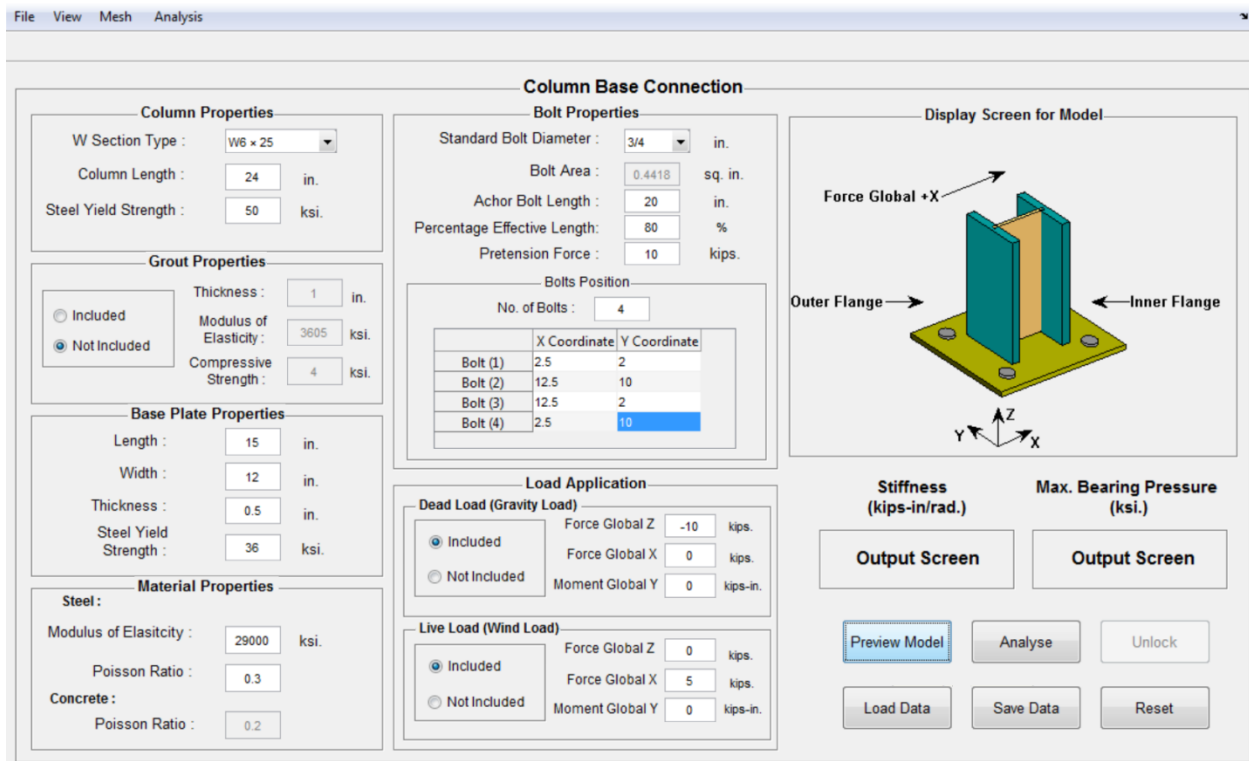 File View Mesh Analysis
Column Base Connection
Column Properties
W Section Type : W6 × 25
Column Length : 24 in.
Steel Yield Strength : 50 ksi.
Grout Properties
Included
Not Included
Thickness : 1 in.
Modulus of
Elasticity : 3605 ksi.
Compressive
Strength : 4 ksi.
Base Plate Properties
Length : 15 in.
Width : 12 in.
Thickness : 0.5 in.
Steel Yield
Strength : 36 ksi.
Material Properties
Steel :
Modulus of Elasitcity : 29000 ksi.
Poisson Ratio : 0.3
Concrete :
Poisson Ratio : 0.2
Bolt Properties
Standard Bolt Diameter : 3/4 in.
Bolt Area : 0.4418 sq. in.
Achor Bolt Length : 20 in.
Percentage Effective Length: 80 %
Pretension Force : 10 kips.
Bolts Position
No. of Bolts : 4
X Coordinate Y Coordinate
Bolt (1) 2.5 2
Bolt (2) 12.5 10
Bolt (3) 12.5 2
Bolt (4) 2.5 10
Load Application
Dead Load (Gravity Load)
Included
Not Included
Force Global Z -10 kips.
Force Global X 0 kips.
Moment Global Y 0 kips-in.
Live Load (Wind Load)
Included
Not Included
Force Global Z 0 kips.
Force Global X 5 kips.
Moment Global Y 0 kips-in.
Display Screen for Model
Force Global +X
Outer Flange
Inner Flange
Z
Y
X
Stiffness
(kips-in/rad.)
Output Screen
Max. Bearing Pressure
(ksi.)
Output Screen
Preview Model Analyse Unlock
Load Data Save Data Reset